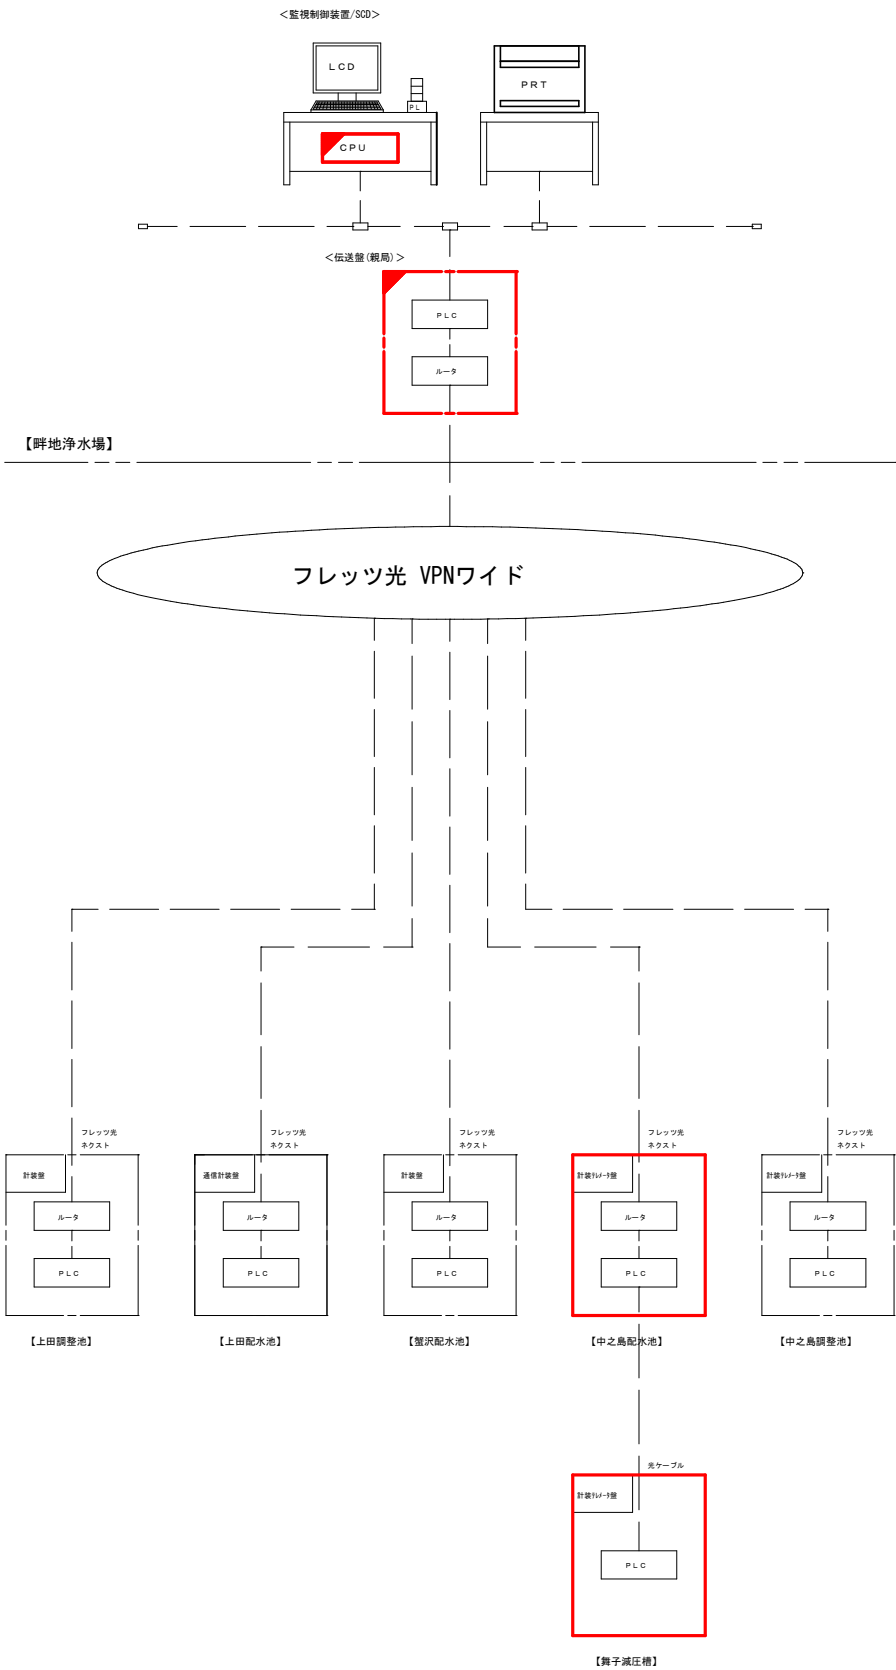 ＜監視制御装置/SCD＞
LCD
PL
PRT
CPU
＜伝送盤(親局)＞
PLC
ルータ
【畔地浄水場】
フレッツ光 VPNワイド
フレッツ光
ネクスト
フレッツ光
ネクスト
フレッツ光
ネクスト
フレッツ光
ネクスト
フレッツ光
ネクスト
計装盤
通信計装盤
計装盤
計装ﾃﾚﾒｰﾀ盤
計装ﾃﾚﾒｰﾀ盤
ルータ
ルータ
ルータ
ルータ
ルータ
PLC
PLC
PLC
PLC
PLC
【上田調整池】
【上田配水池】
【蟹沢配水池】
【中之島配水池】
【中之島調整池】
光ケーブル
計装ﾃﾚﾒｰﾀ盤
PLC
【舞子減圧槽】